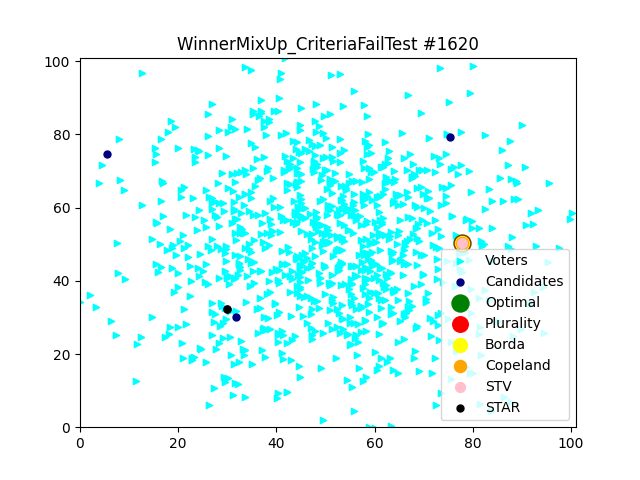 WinnerMixUp_CriteriaFailTest #1620
100
80
60
40
20
0
0
20
40
60
80
100
Voters
Candidates
Optimal
Plurality
Borda
Copeland
STV
STAR